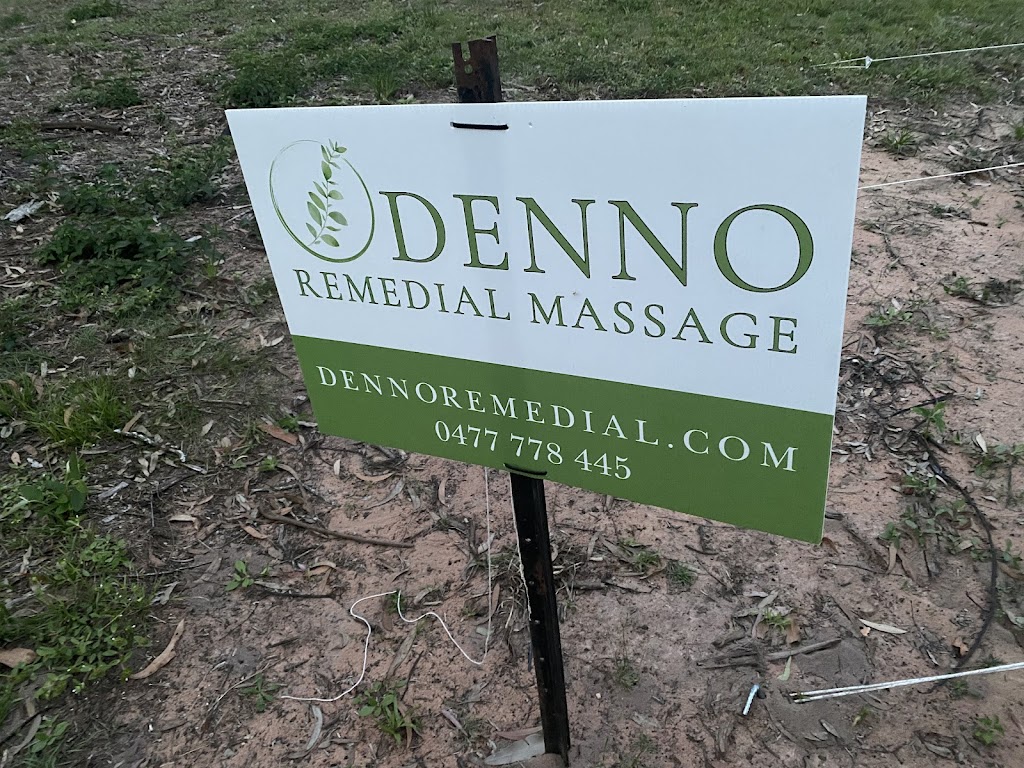 DENNO
REMEDIAL MASSAGE
DENNOREMEDIAL.COM
0477 778 445